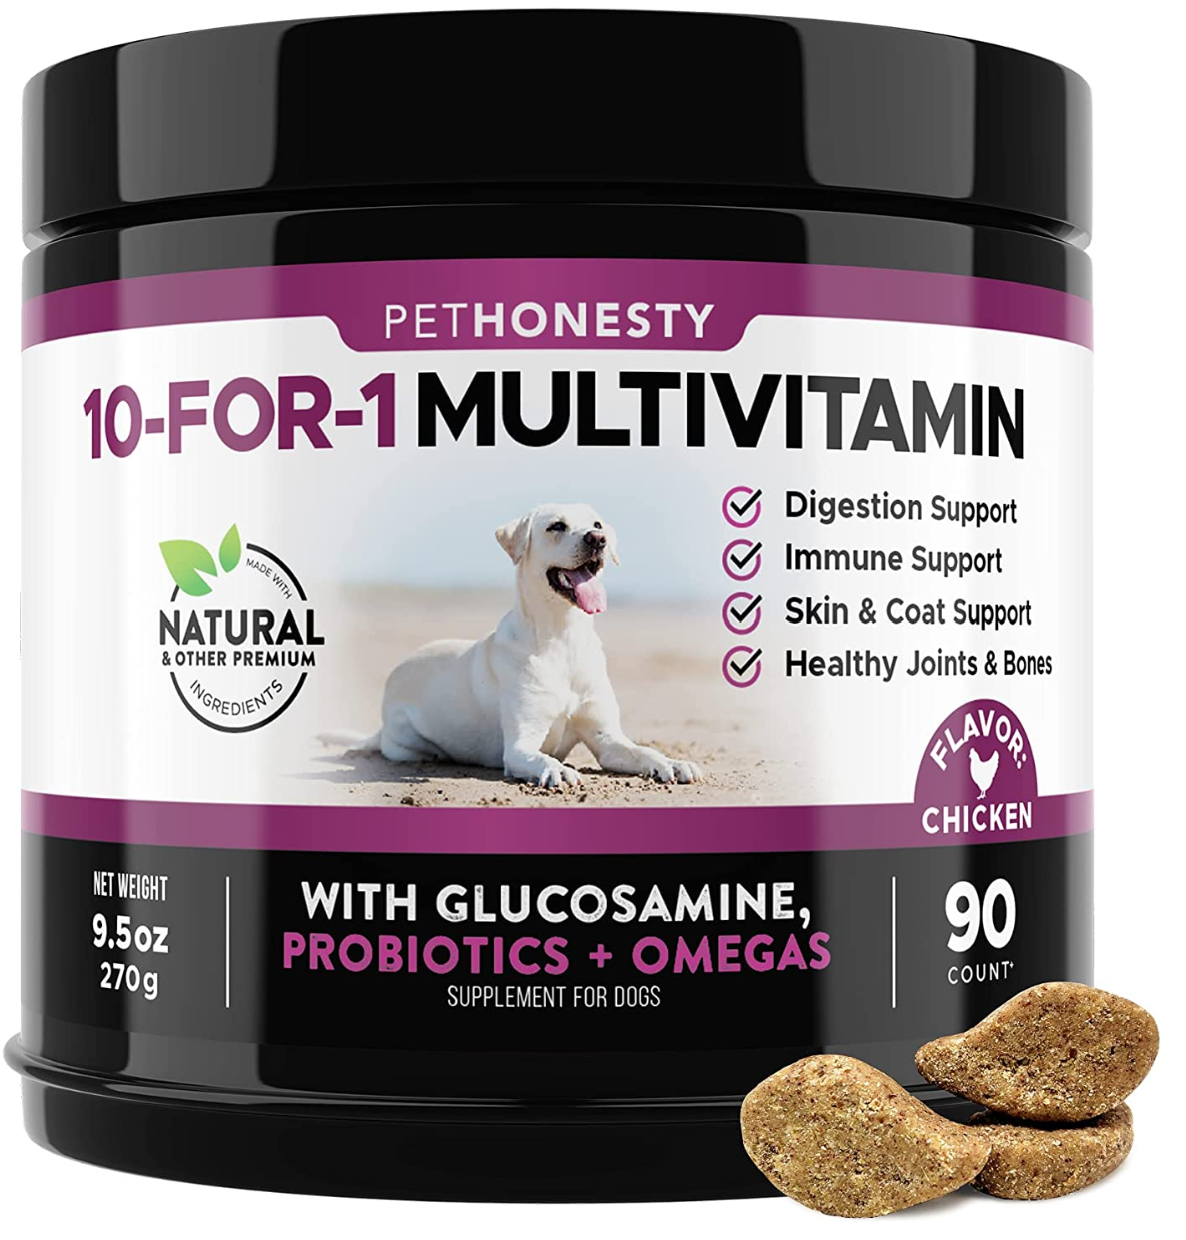 PETHONESTY
10-FOR-1 MULTIVITAMIN
MADE WITH
NATURAL
& OTHER PREMIUM
INGREDIENTS
Digestion Support
Immune Support
Skin & Coat Support
Healthy Joints & Bones
FLAVOR:
CHICKEN
NET WEIGHT
9.5oz
270g
WITH GLUCOSAMINE,
PROBIOTICS + OMEGAS
SUPPLEMENT FOR DOGS
90
COUNT+